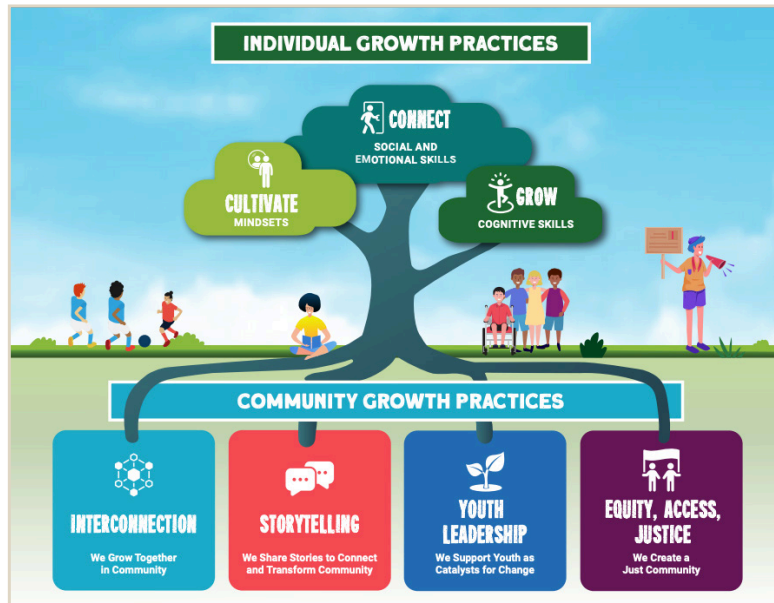 INDIVIDUAL GROWTH PRACTICES
CONNECT
SOCIAL AND
EMOTIONAL SKILLS
CULTIVATE
MINDSETS
GROW
COGNITIVE SKILLS
COMMUNITY GROWTH PRACTICES
INTERCONNECTION
We Grow Together
in Community
STORYTELLING
We Share Stories to Connect
and Transform Community
YOUTH
LEADERSHIP
We Support Youth as
Catalysts for Change
EQUITY, ACCESS,
JUSTICE
We Create a
Just Community